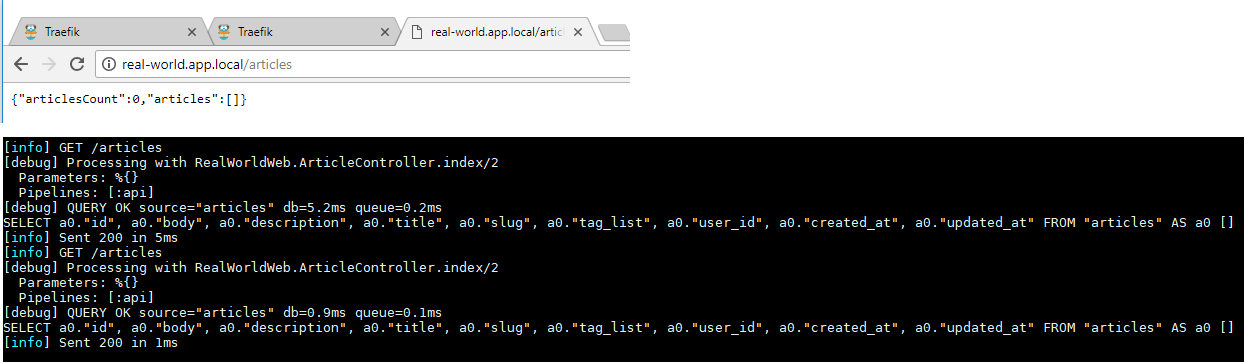 Traefik
Traefik
real-world.app.local/artic
real-world.app.local/articles
{"articlesCount":0,"articles":[]}
[info] GET /articles
[debug] Processing with RealWorldWeb.ArticleController.index/2
  Parameters: %{}
  Pipelines: [:api]
[debug] QUERY OK source="articles" db=5.2ms queue=0.2ms
SELECT a0."id", a0."body", a0."description", a0."title", a0."slug", a0."tag_list", a0."user_id", a0."created_at", a0."updated_at" FROM "articles" AS a0 []
[info] Sent 200 in 5ms
[info] GET /articles
[debug] Processing with RealWorldWeb.ArticleController.index/2
  Parameters: %{}
  Pipelines: [:api]
[debug] QUERY OK source="articles" db=0.9ms queue=0.1ms
SELECT a0."id", a0."body", a0."description", a0."title", a0."slug", a0."tag_list", a0."user_id", a0."created_at", a0."updated_at" FROM "articles" AS a0 []
[info] Sent 200 in 1ms